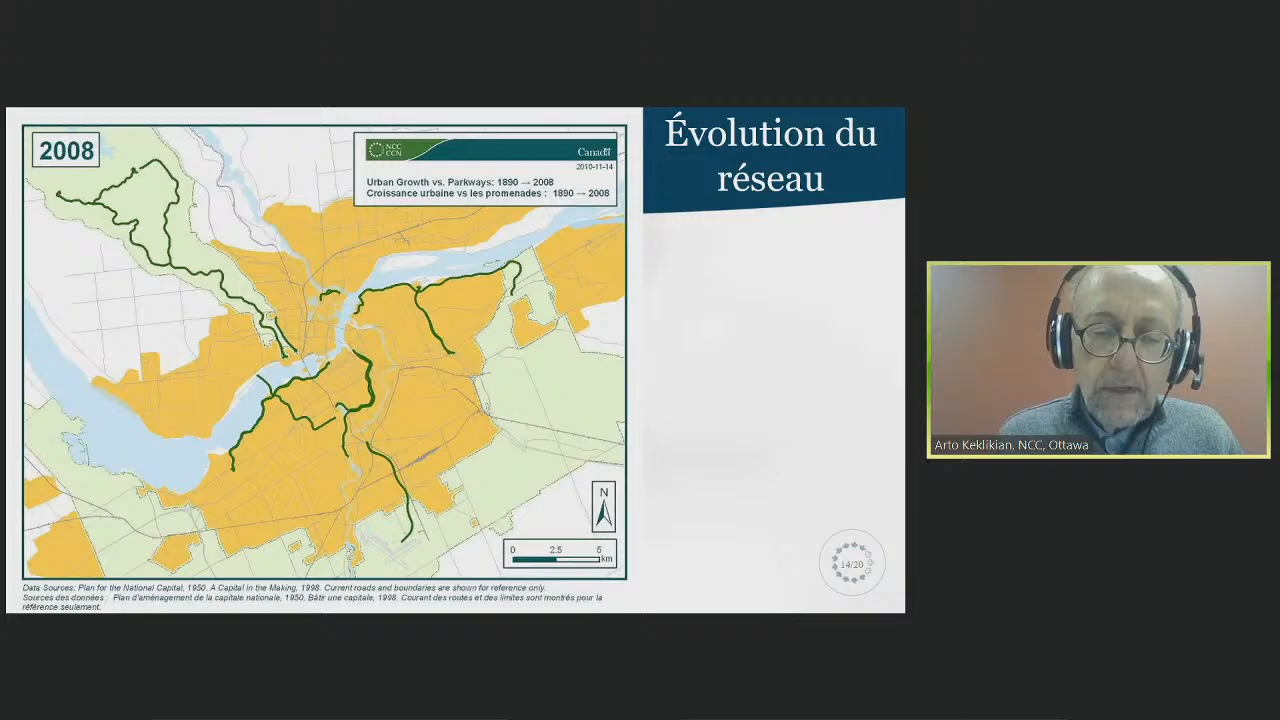 2008
NCC
CCN
Canada
2010-11-14
Urban Growth vs. Parkways: 1890 → 2008
Croissance urbaine vs les promenades : 1890 → 2008
N
0 2.5 5
km
Data Sources: Plan for the National Capital, 1950. A Capital in the Making, 1998. Current roads and boundaries are shown for reference only.
Sources des données : Plan d'aménagement de la capitale nationale, 1950. Bâtir une capitale, 1998. Courant des routes et des limites sont montrés pour la
référence seulement.
Évolution du
réseau
14/20
Arto Keklikian, NCC, Ottawa